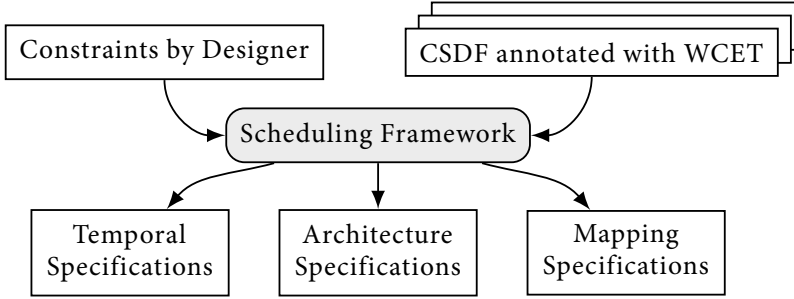 Constraints by Designer
CSDF annotated with WCET
Scheduling Framework
Temporal
Specifications
Architecture
Specifications
Mapping
Specifications